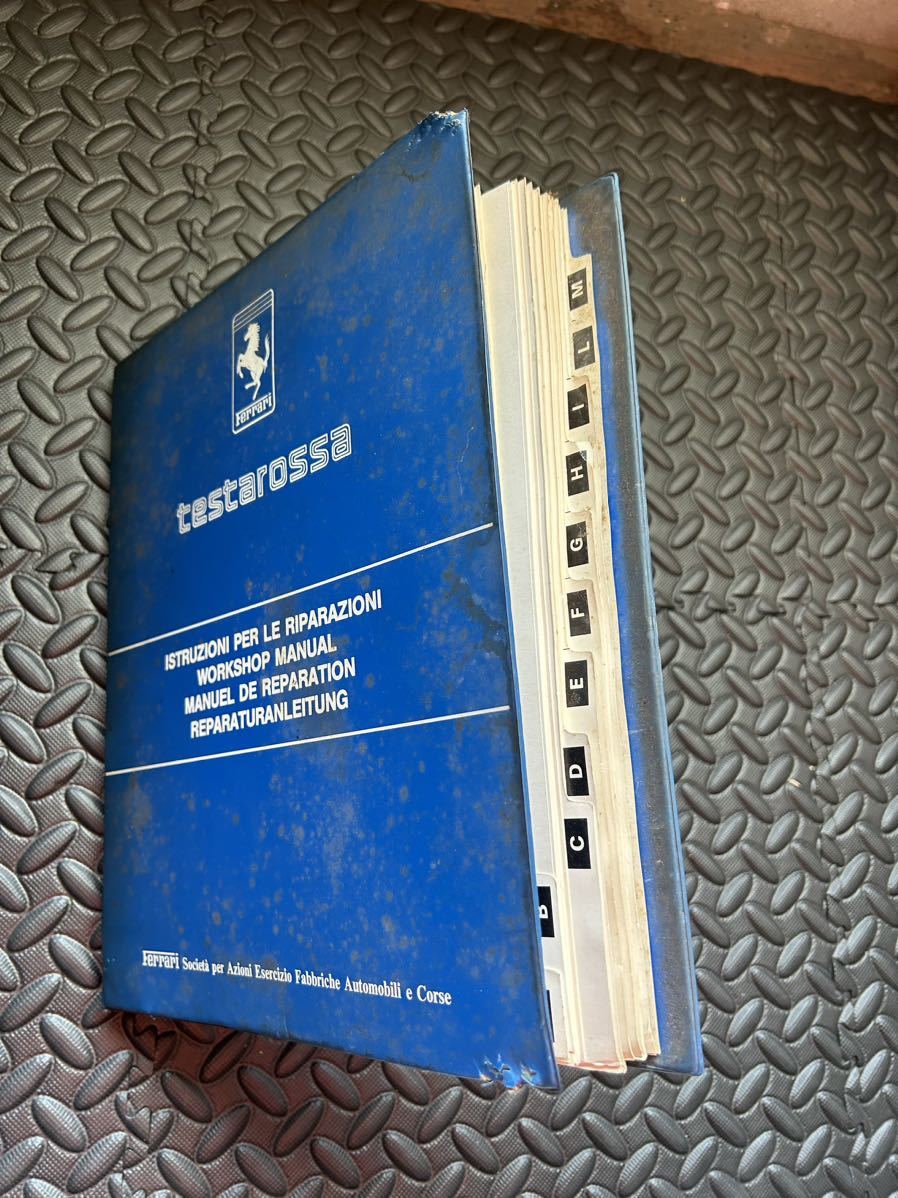 Ferrari
testarossa
ISTRUZIONI PER LE RIPARAZIONI
WORKSHOP MANUAL
MANUEL DE REPARATION
REPARATURANLEITUNG
Ferrari Società per Azioni Esercizio Fabbriche Automobili e Corse
B
C
D
E
F
G
H
I
L
M